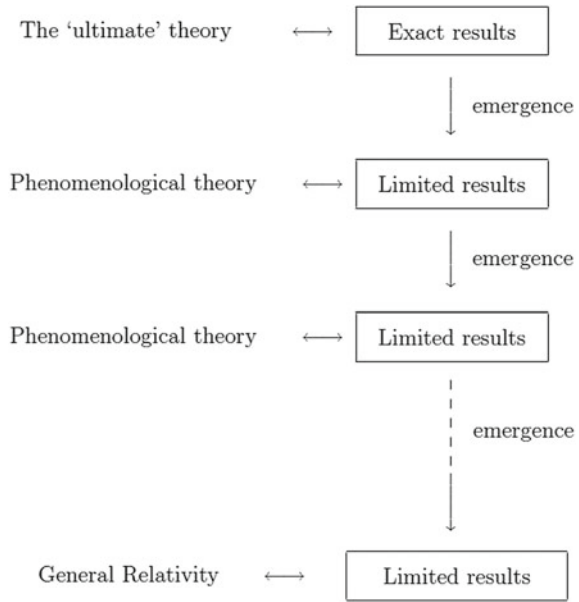 The ‘ultimate’ theory ⟷ Exact results
emergence
Phenomenological theory ⟷ Limited results
emergence
Phenomenological theory ⟷ Limited results
emergence
General Relativity ⟷ Limited results